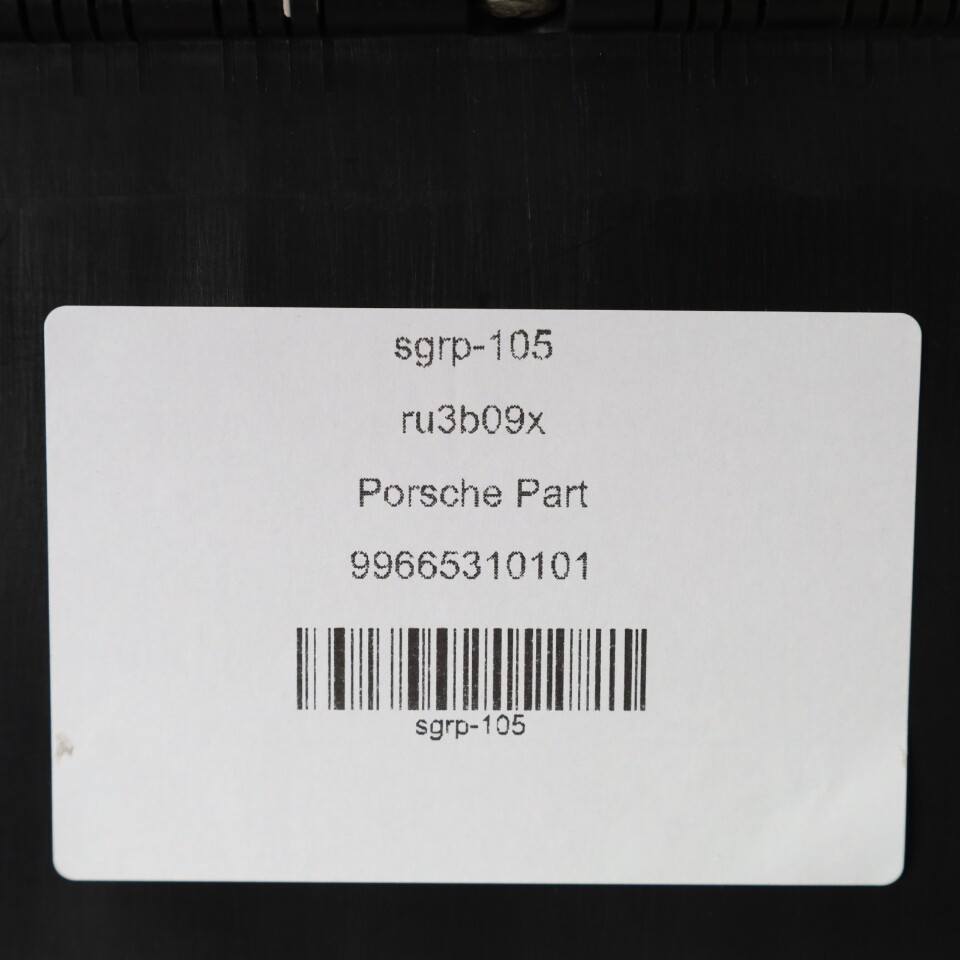 sgrp-105
ru3b09x
Porsche Part
99665310101
sgrp-105